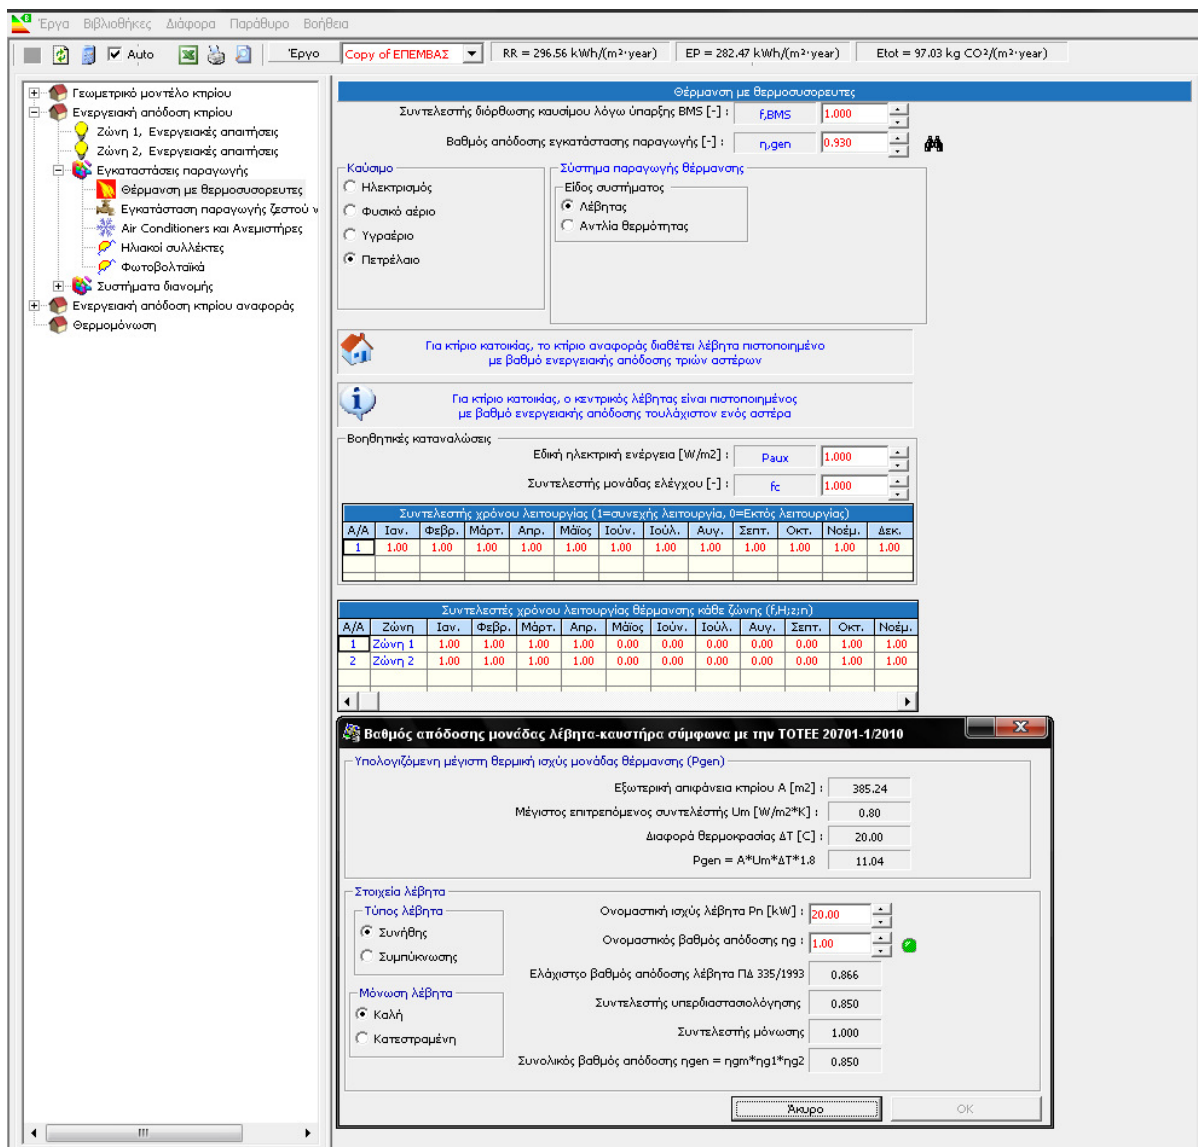 Έργα Βιβλιοθήκες Διάφορα Παράθυρο Βοήθεια
Auto Έργο Copy of ΕΠΕΜΒΑΣ RR = 296.56 kWh/(m²·year) EP = 282.47 kWh/(m²·year) Etot = 97.03 kg CO²/(m²·year)
Γεωμετρικό μοντέλο κτιρίου
Ενεργειακή απόδοση κτιρίου
Ζώνη 1, Ενεργειακές απαιτήσεις
Ζώνη 2, Ενεργειακές απαιτήσεις
Εγκαταστάσεις παραγωγής
Θέρμανση με θερμοσυσορευτες
Εγκατάσταση παραγωγής ζεστού ν
Air Conditioners και Ανεμιστήρες
Ηλιακοί συλλέκτες
Φωτοβολταϊκά
Συστήματα διανομής
Ενεργειακή απόδοση κτιρίου αναφοράς
Θερμομόνωση
Θέρμανση με θερμοσυσορευτες
Συντελεστής διόρθωσης καυσίμου λόγω ύπαρξης BMS [-] : f,BMS 1.000
Βαθμός απόδοσης εγκατάστασης παραγωγής [-] : η,gen 0.930
Καύσιμο
Ηλεκτρισμός
Φυσικό αέριο
Υγραέριο
Πετρέλαιο
Σύστημα παραγωγής θέρμανσης
Είδος συστήματος
Λέβητας
Αντλία θερμότητας
Για κτίριο κατοικίας, το κτίριο αναφοράς διαθέτει λέβητα πιστοποιημένο
με βαθμό ενεργειακής απόδοσης τριών αστέρων
Για κτίριο κατοικίας, ο κεντρικός λέβητας είναι πιστοποιημένος
με βαθμό ενεργειακής απόδοσης τουλάχιστον ενός αστέρα
Βοηθητικές καταναλώσεις
Εδική ηλεκτρική ενέργεια [W/m2] : Paux 1.000
Συντελεστής μονάδας ελέγχου [-] : fc 1.000
Συντελεστής χρόνου λειτουργίας (1=συνεχής λειτουργία, 0=Εκτός λειτουργίας)
Α/Α Ιαν. Φεβρ. Μάρτ. Απρ. Μάϊος Ιούν. Ιούλ. Αυγ. Σεπτ. Οκτ. Νοέμ. Δεκ.
1 1.00 1.00 1.00 1.00 1.00 1.00 1.00 1.00 1.00 1.00 1.00 1.00
Συντελεστές χρόνου λειτουργίας θέρμανσης κάθε ζώνης (f,H;z;n)
Α/Α Ζώνη Ιαν. Φεβρ. Μάρτ. Απρ. Μάϊος Ιούν. Ιούλ. Αυγ. Σεπτ. Οκτ. Νοέμ.
1 Ζώνη 1 1.00 1.00 1.00 1.00 0.00 0.00 0.00 0.00 0.00 1.00 1.00
2 Ζώνη 2 1.00 1.00 1.00 1.00 0.00 0.00 0.00 0.00 0.00 1.00 1.00
Βαθμός απόδοσης μονάδας λέβητα-καυστήρα σύμφωνα με την ΤΟΤΕΕ 20701-1/2010
Υπολογιζόμενη μέγιστη θερμική ισχύς μονάδας θέρμανσης (Pgen)
Εξωτερική απιφάνεια κτιρίου A [m2] : 385.24
Μέγιστος επιτρεπόμενος συντελέστής Um [W/m2*K] : 0.80
Διαφορά θερμοκρασίας ΔΤ [C] : 20.00
Pgen = A*Um*ΔT*1.8 11.04
Στοιχεία λέβητα
Τύπος λέβητα
Συνήθης
Συμπύκνωσης
Μόνωση λέβητα
Καλή
Κατεστραμένη
Ονομαστική ισχύς λέβητα Pn [kW] : 20.00
Ονομαστικός βαθμός απόδοσης ng : 1.00
Ελάχιστςο βαθμός απόδοσης λέβητα ΠΔ 335/1993 0.866
Συντελεστής υπερδιαστασιολόγησης 0.850
Συντελεστής μόνωσης 1.000
Συνολικός βαθμός απόδοσης ngen = ngm*ng1*ng2 0.850
Άκυρο OK